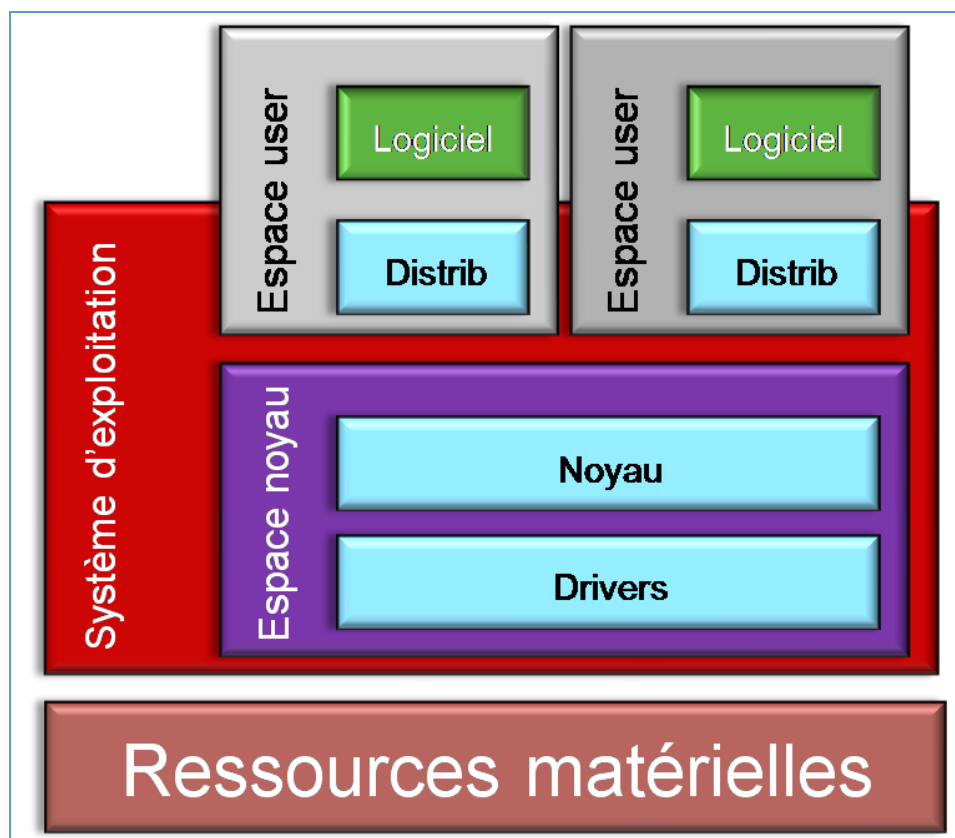 Espace user
Logiciel
Distrib
Espace user
Logiciel
Distrib
Système d'exploitation
Espace noyau
Noyau
Drivers
Ressources matérielles